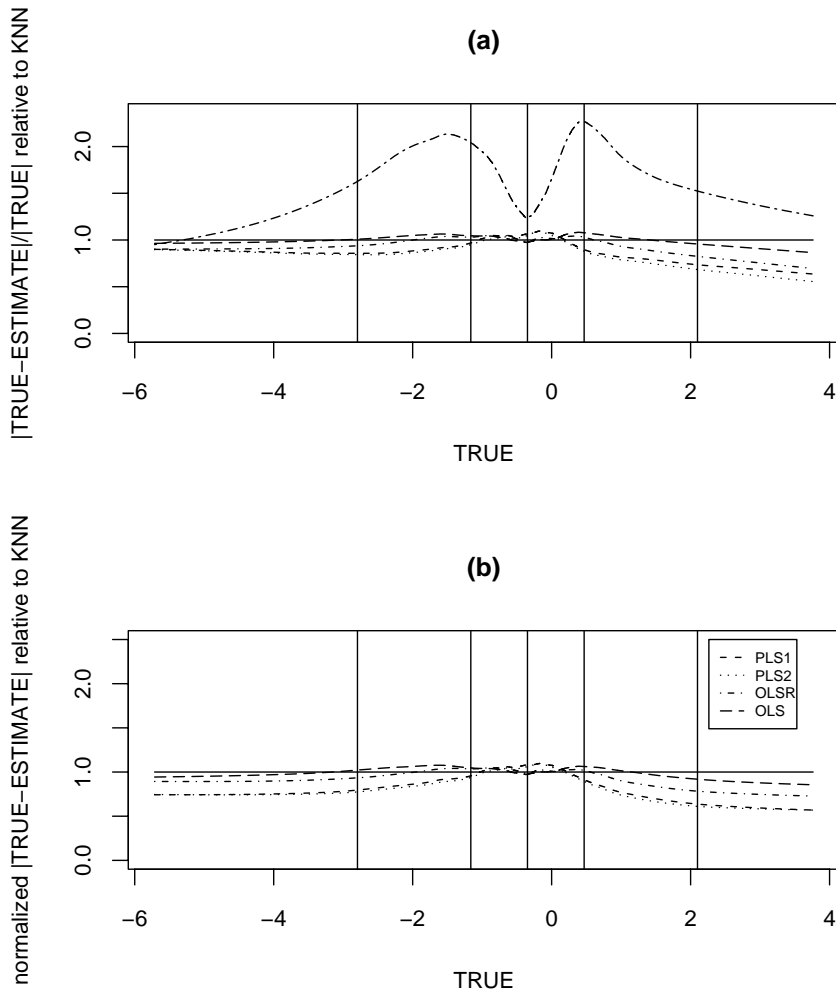 (a)
|TRUE−ESTIMATE|/|TRUE| relative to KNN
2.0
1.0
0.0
−6
−4
−2
0
2
4
TRUE
(b)
normalized |TRUE−ESTIMATE| relative to KNN
2.0
1.0
0.0
PLS1
PLS2
OLSR
OLS
−6
−4
−2
0
2
4
TRUE